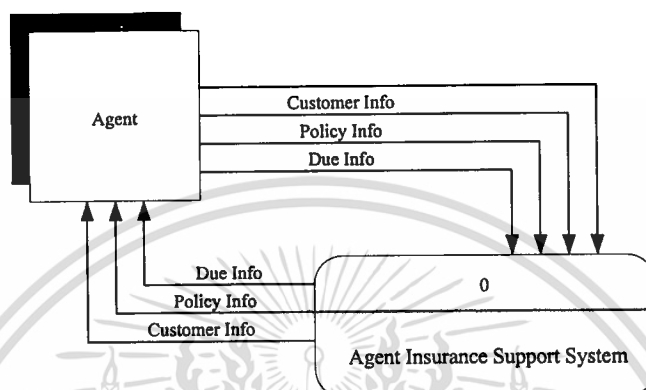 Agent
Customer Info
Policy Info
Due Info
Due Info
Policy Info
Customer Info
0
Agent Insurance Support System